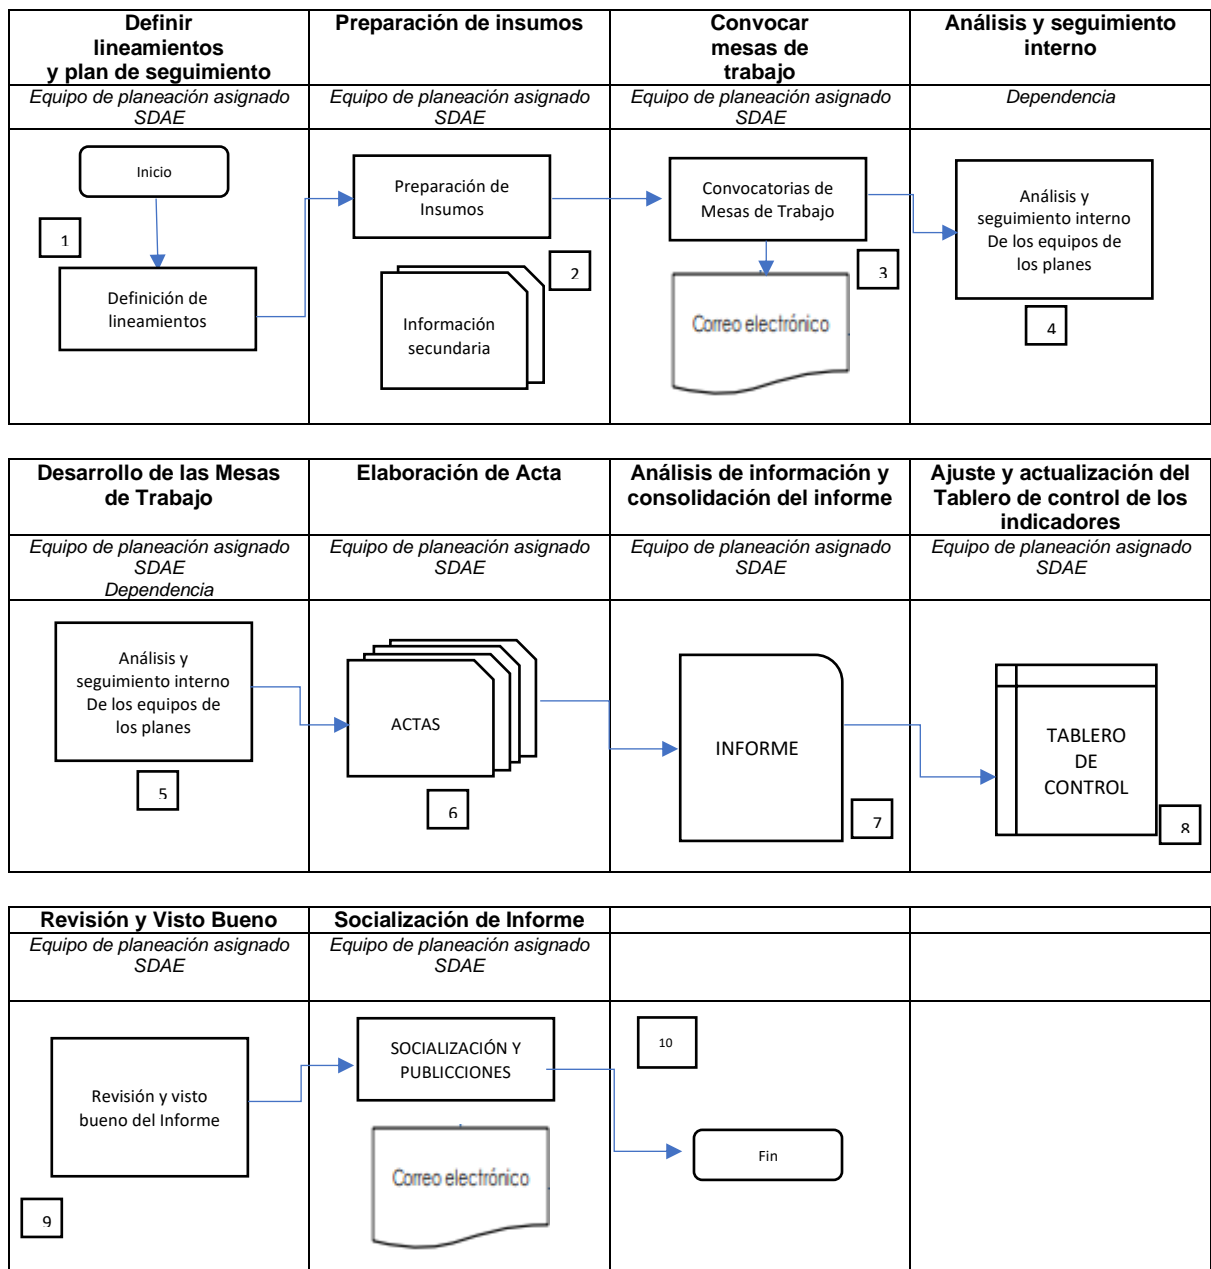 Definir
lineamientos
y plan de seguimiento
Preparación de insumos
Convocar
mesas de
trabajo
Análisis y seguimiento
interno
Equipo de planeación asignado
SDAE
Equipo de planeación asignado
SDAE
Equipo de planeación asignado
SDAE
Dependencia
Inicio
1
Definición de
lineamientos
Preparación de
Insumos
2
Información
secundaria
Convocatorias de
Mesas de Trabajo
3
Correo electrónico
Análisis y
seguimiento interno
De los equipos de
los planes
4
Desarrollo de las Mesas
de Trabajo
Elaboración de Acta
Análisis de información y
consolidación del informe
Ajuste y actualización del
Tablero de control de los
indicadores
Equipo de planeación asignado
SDAE
Dependencia
Equipo de planeación asignado
SDAE
Equipo de planeación asignado
SDAE
Equipo de planeación asignado
SDAE
Análisis y
seguimiento interno
De los equipos de
los planes
5
ACTAS
6
INFORME
7
TABLERO
DE
CONTROL
8
Revisión y Visto Bueno
Socialización de Informe
Equipo de planeación asignado
SDAE
Equipo de planeación asignado
SDAE
Revisión y visto
bueno del Informe
9
SOCIALIZACIÓN Y
PUBLICCIONES
Correo electrónico
10
Fin